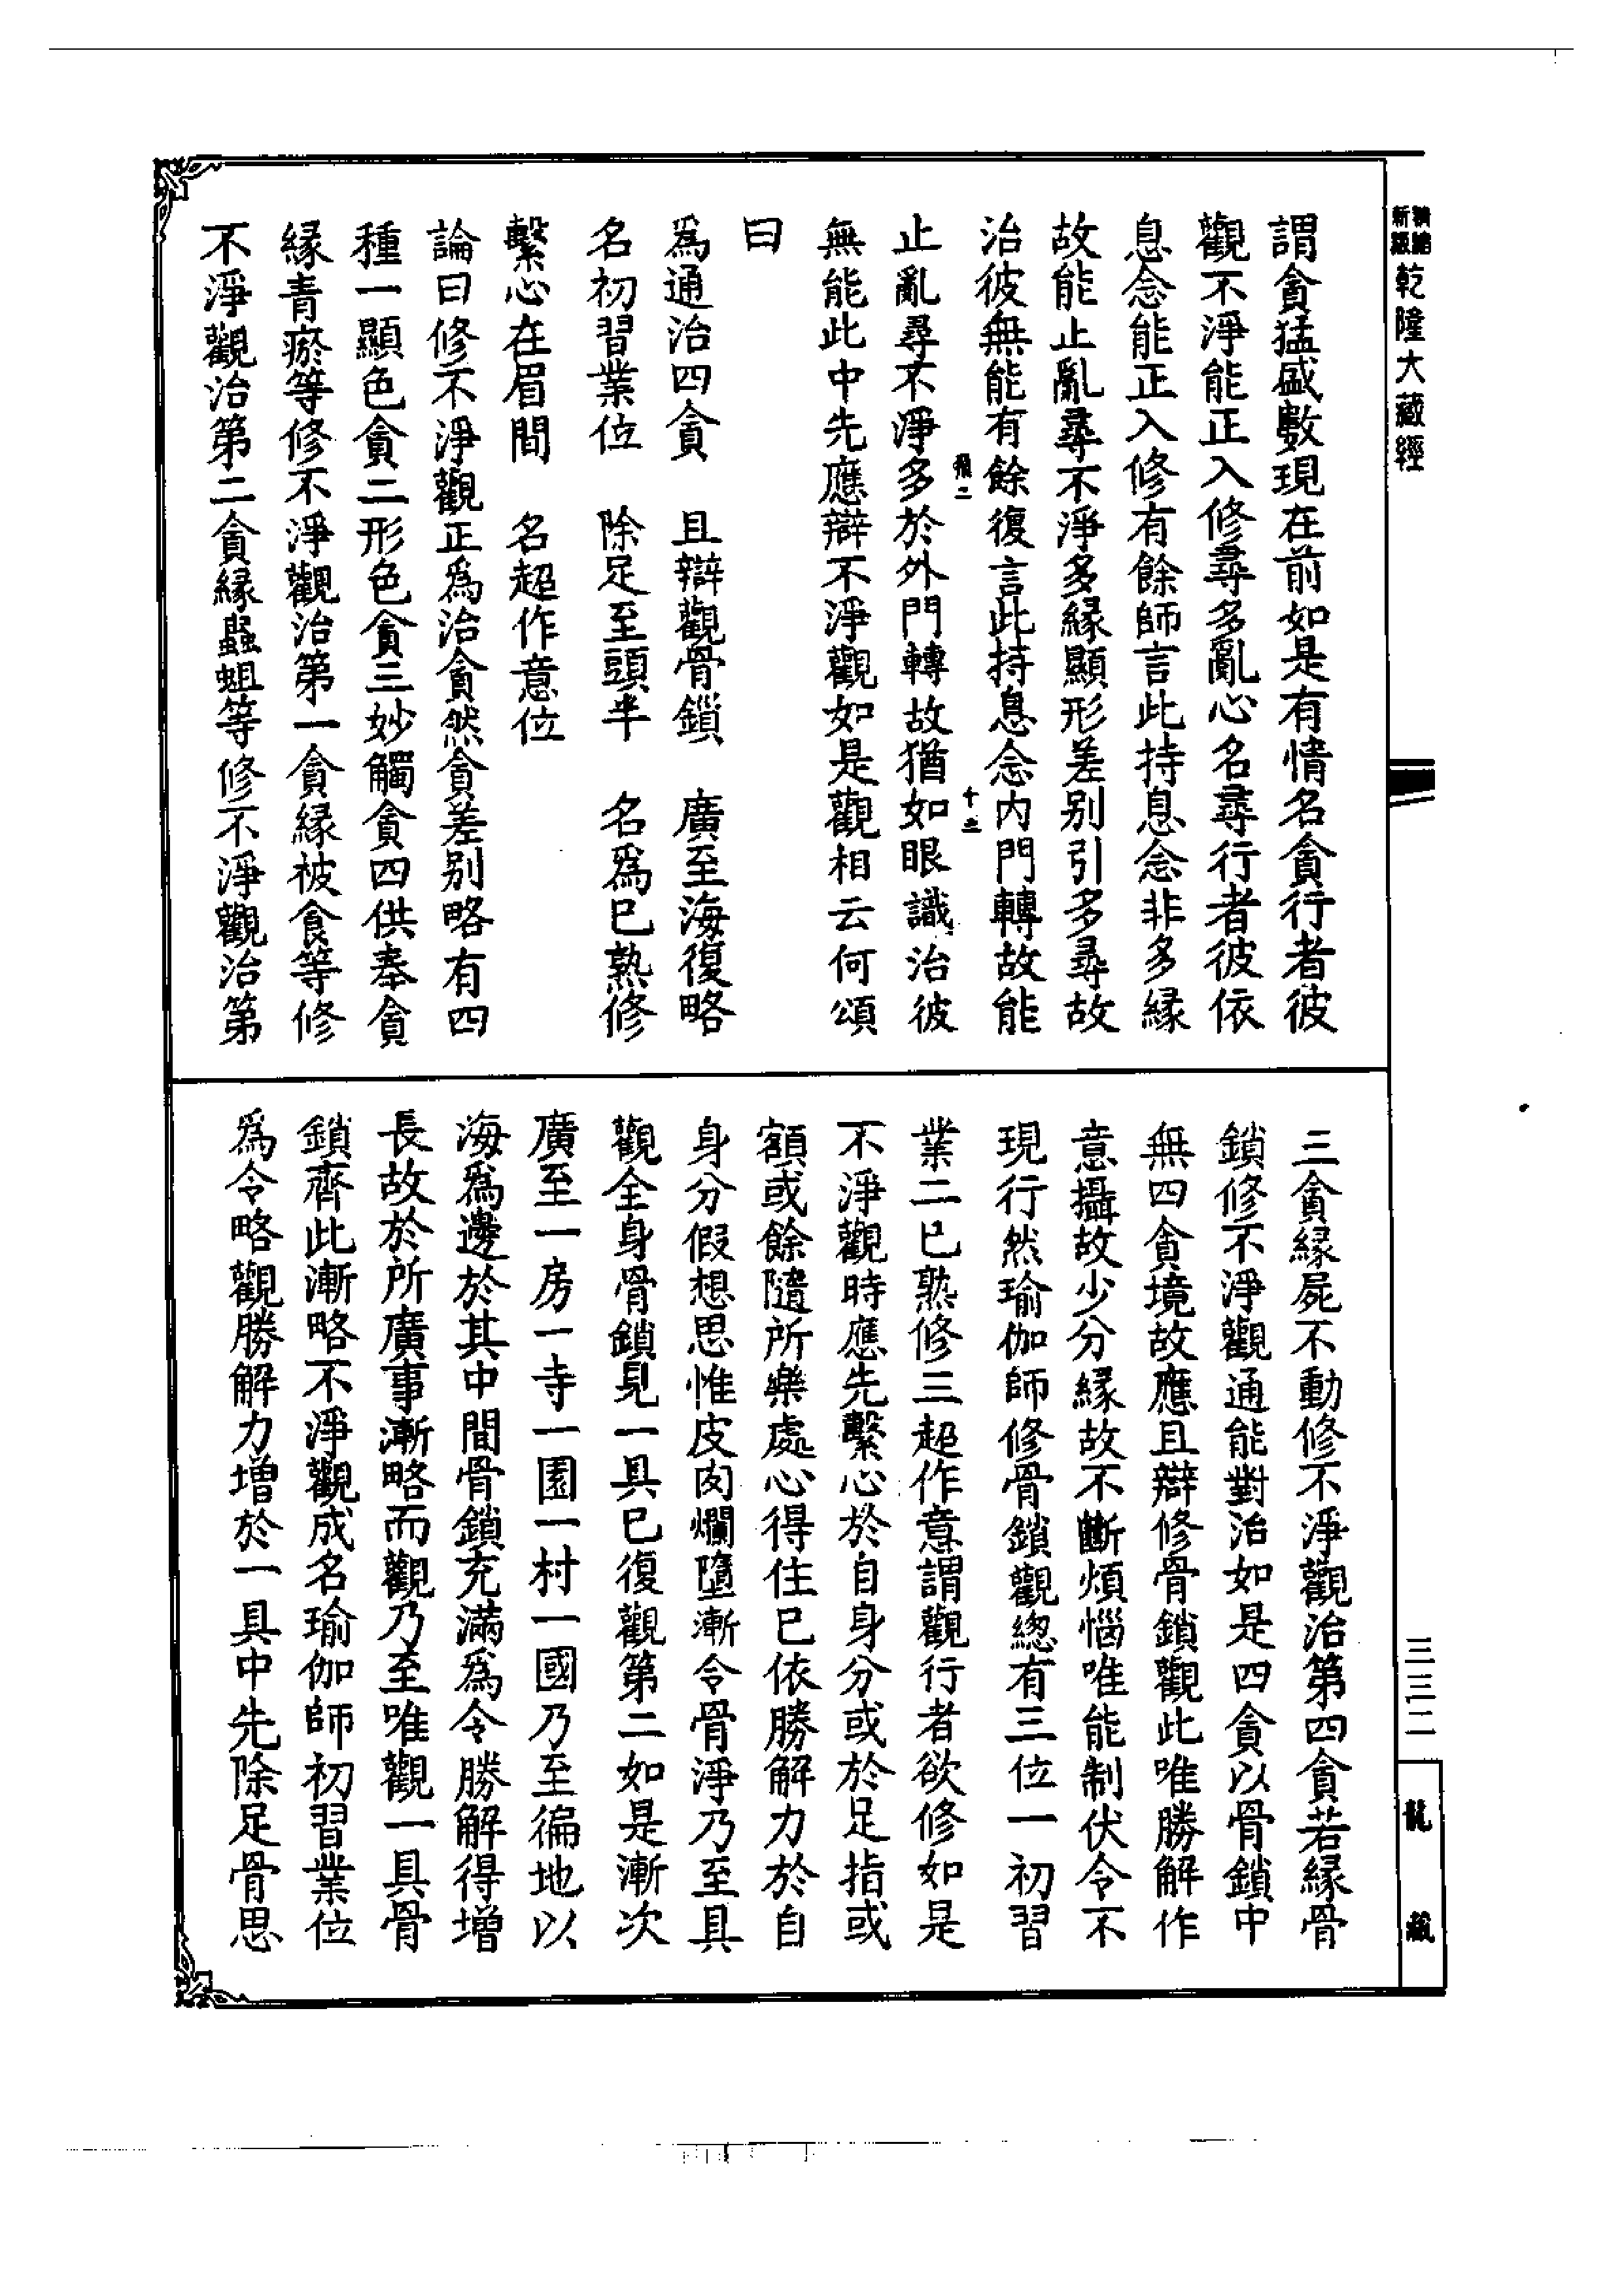 新編縮編乾隆大藏經
謂貪猛盛數現在前如是有情名貪行者彼
觀不淨能正入修尋多亂心名尋行者彼依
息念能正入修有餘師言此持息念非多緣
故能止亂尋不淨多緣顯形差別引多尋故
治彼無能有餘復言此持息念內門轉故能
止亂尋不淨多於外門轉故猶如眼識治彼
無能此中先應辯不淨觀如是觀相云何頌
曰
為通治四貪　且辯觀骨鎖　廣至海復略
名初習業位　除足至頭半　名為已熟修
繫心在眉間　名超作意位
論曰修不淨觀正為治貪然貪差別略有四
種一顯色貪二形色貪三妙觸貪四供奉貪
緣青瘀等修不淨觀治第一貪緣被食等修
不淨觀治第二貪緣蟲蛆等修不淨觀治第
三貪緣屍不動修不淨觀治第四貪若緣骨
鎖修不淨觀通能對治如是四貪以骨鎖中
無四貪境故應且辯修骨鎖觀此唯勝解作
意攝故少分緣故不斷煩惱唯能制伏令不
現行然瑜伽師修骨鎖觀總有三位一初習
業二已熟修三超作意謂觀行者欲修如是
不淨觀時應先繫心於自身分或於足指或
額或餘隨所樂處心得住已依勝解力於自
身分假想思惟皮肉爛墮漸令骨淨乃至具
觀全身骨鎖見一具已復觀第二如是漸次
廣至一房一寺一園一村一國乃至徧地以
海為邊於其中間骨鎖充滿為令勝解得增
長故於所廣事漸略而觀乃至唯觀一具骨
鎖齊此漸略不淨觀成名瑜伽師初習業位
為令略觀勝解力增於一具中先除足骨思
三三二
龍藏